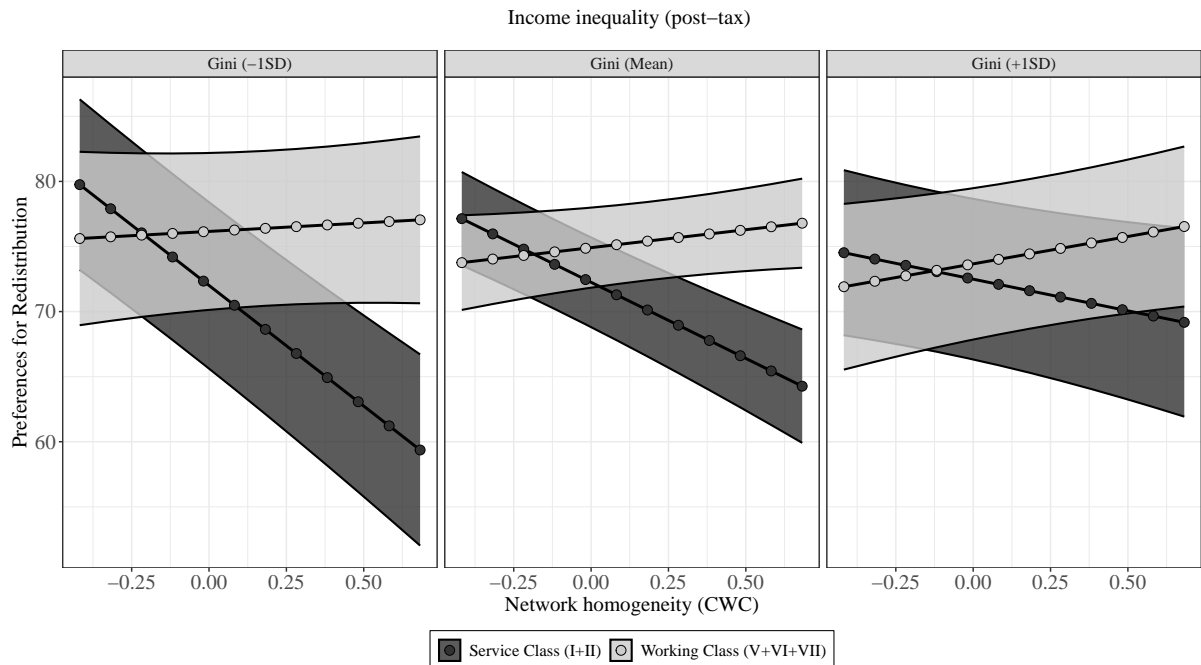 Income inequality (post−tax)
Gini (−1SD) Gini (Mean) Gini (+1SD)
Preferences for Redistribution
80
70
60
−0.25 0.00 0.25 0.50 −0.25 0.00 0.25 0.50 −0.25 0.00 0.25 0.50
Network homogeneity (CWC)
Service Class (I+II) Working Class (V+VI+VII)